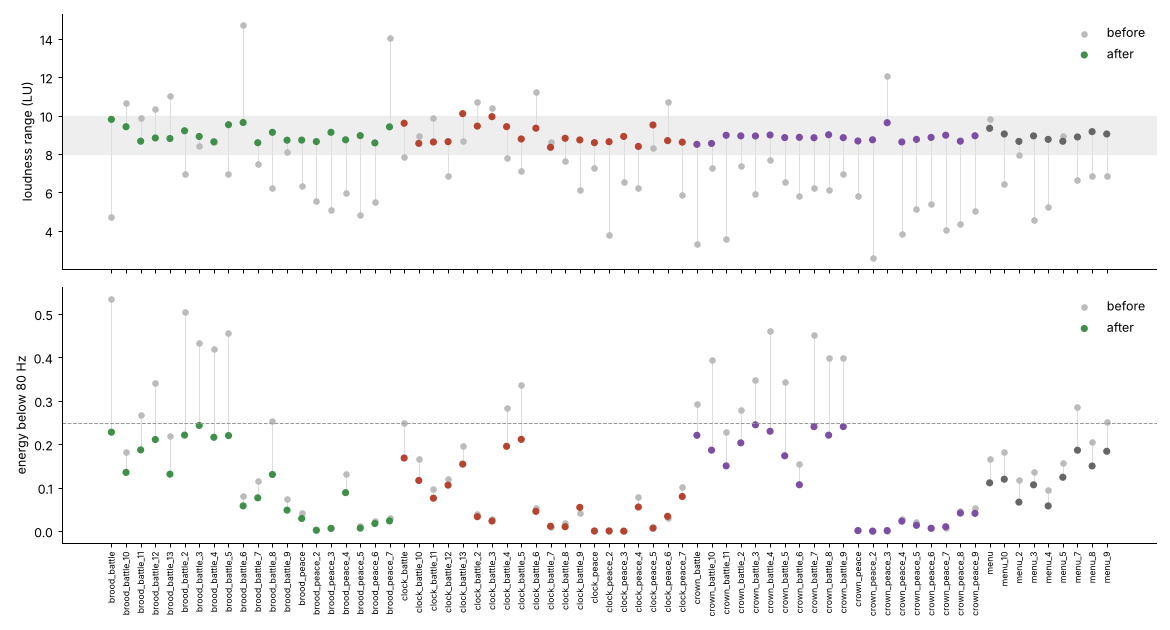 loudness range (LU)
14
12
10
8
6
4
before
after
energy below 80 Hz
0.5
0.4
0.3
0.2
0.1
0.0
before
after
brood_battle
brood_battle_10
brood_battle_11
brood_battle_12
brood_battle_13
brood_battle_2
brood_battle_3
brood_battle_4
brood_battle_5
brood_battle_6
brood_battle_7
brood_battle_8
brood_battle_9
brood_peace
brood_peace_2
brood_peace_3
brood_peace_4
brood_peace_5
brood_peace_6
brood_peace_7
clock_battle
clock_battle_10
clock_battle_11
clock_battle_12
clock_battle_13
clock_battle_2
clock_battle_3
clock_battle_4
clock_battle_5
clock_battle_6
clock_battle_7
clock_battle_8
clock_battle_9
clock_peace
clock_peace_2
clock_peace_3
clock_peace_4
clock_peace_5
clock_peace_6
clock_peace_7
crown_battle
crown_battle_10
crown_battle_11
crown_battle_2
crown_battle_3
crown_battle_4
crown_battle_5
crown_battle_6
crown_battle_7
crown_battle_8
crown_battle_9
crown_peace
crown_peace_2
crown_peace_3
crown_peace_4
crown_peace_5
crown_peace_6
crown_peace_7
crown_peace_8
crown_peace_9
menu
menu_10
menu_2
menu_3
menu_4
menu_5
menu_7
menu_8
menu_9